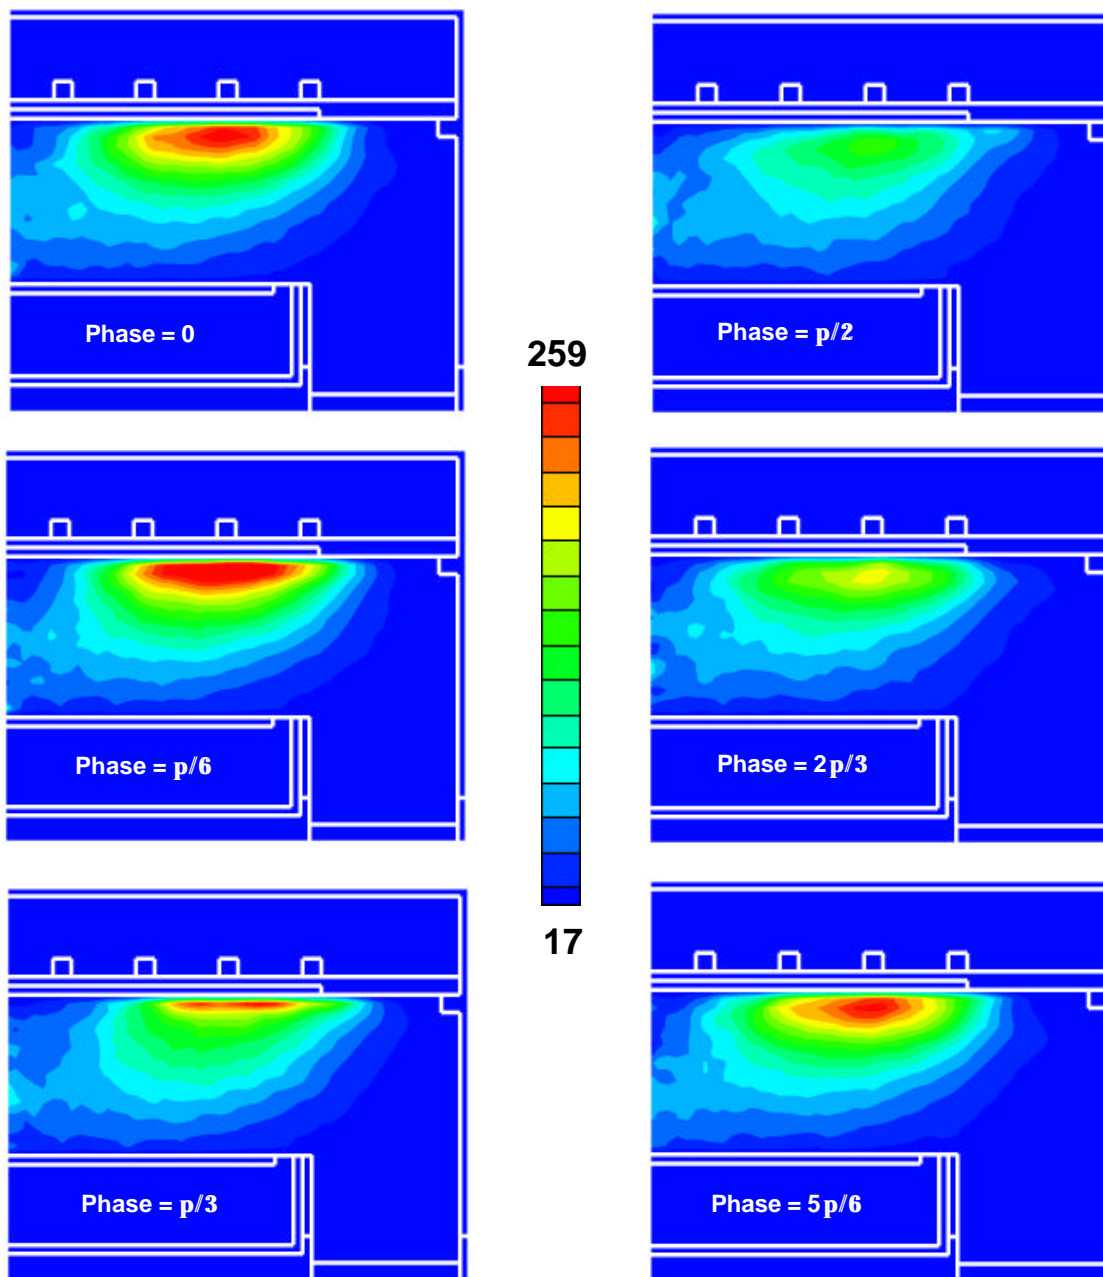 Phase = 0
Phase = p/2
259
Phase = p/6
Phase = 2p/3
17
Phase = p/3
Phase = 5p/6